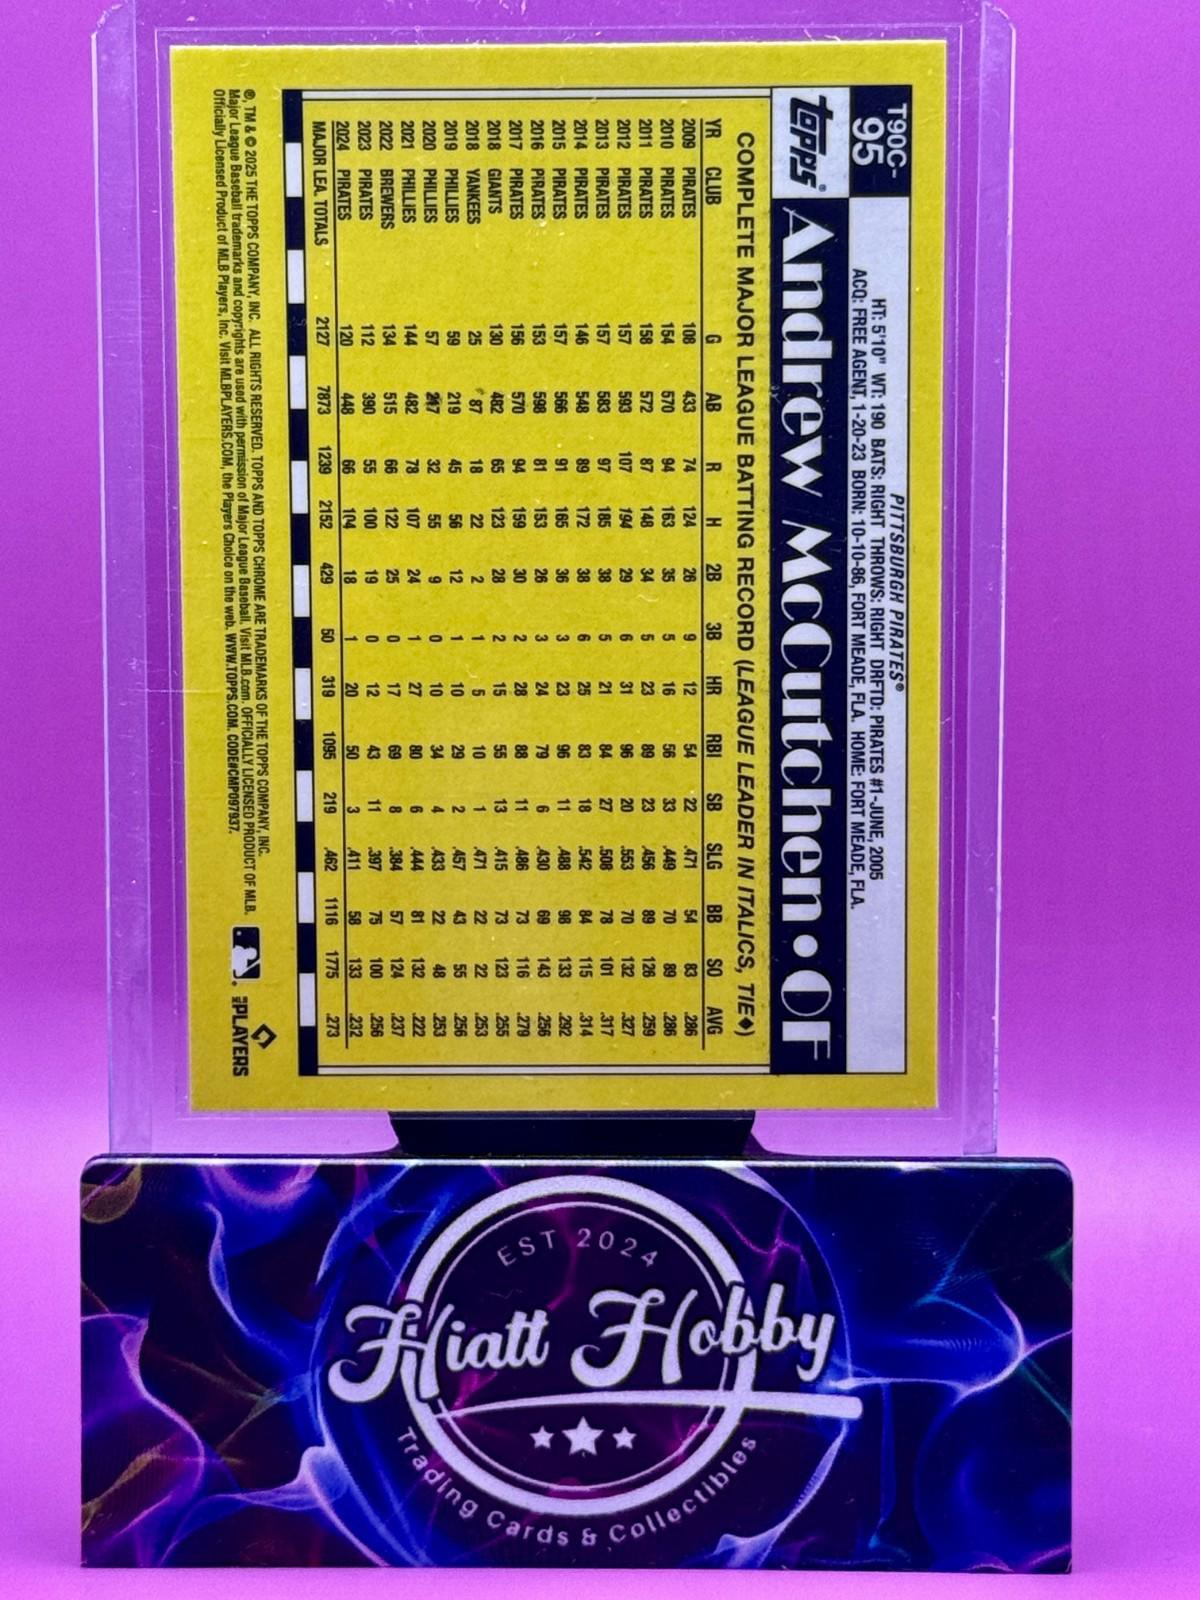 T90C-
95
PITTSBURGH PIRATES®
HT: 5'10" WT: 190 BATS: RIGHT THROWS: RIGHT DRFTD: PIRATES #1-JUNE, 2005
ACQ: FREE AGENT, 1-20-23 BORN: 10-10-86, FORT MEADE, FLA. HOME: FORT MEADE, FLA.
topps® Andrew McCutchen • OF
COMPLETE MAJOR LEAGUE BATTING RECORD (LEAGUE LEADER IN ITALICS, TIE♦)
YR CLUB G AB R H 2B 3B HR RBI SB SLG BB SO AVG
2009 PIRATES 108 433 74 124 26 9 12 54 22 .471 54 83 .286
2010 PIRATES 154 570 94 163 35 5 16 56 33 .449 70 89 .286
2011 PIRATES 158 572 87 148 34 5 23 89 23 .456 89 126 .259
2012 PIRATES 157 593 107 194 29 6 31 96 20 .553 70 132 .327
2013 PIRATES 157 583 97 185 38 5 21 84 27 .508 78 101 .317
2014 PIRATES 146 548 89 172 38 6 25 83 18 .542 84 115 .314
2015 PIRATES 157 566 91 165 36 3 23 96 11 .488 98 133 .292
2016 PIRATES 153 598 81 153 26 3 24 79 6 .430 69 143 .256
2017 PIRATES 156 570 94 159 30 2 28 88 11 .486 73 116 .279
2018 GIANTS 130 482 65 123 28 2 15 55 13 .415 73 123 .255
2018 YANKEES 25 87 18 22 2 1 5 10 1 .471 22 22 .253
2019 PHILLIES 59 219 45 56 12 1 10 29 2 .457 43 55 .256
2020 PHILLIES 57 32 55 9 0 10 34 4 .433 22 48 .253
2021 PHILLIES 144 482 78 107 24 1 27 80 6 .444 81 132 .222
2022 BREWERS 134 515 66 122 25 0 17 69 8 .384 57 124 .237
2023 PIRATES 112 390 55 100 19 0 12 43 11 .397 75 100 .256
2024 PIRATES 120 448 66 104 18 1 20 50 3 .411 58 133 .232
MAJOR LEA. TOTALS 2127 7873 1239 2152 429 50 319 1095 219 .462 1116 1775 .273
®, TM & © 2025 THE TOPPS COMPANY, INC. ALL RIGHTS RESERVED. TOPPS AND TOPPS CHROME ARE TRADEMARKS OF THE TOPPS COMPANY, INC.
Major League Baseball trademarks and copyrights are used with permission of Major League Baseball. Visit MLB.com. OFFICIALLY LICENSED PRODUCT OF MLB.
Officially Licensed Product of MLB Players, Inc. Visit MLBPLAYERS.COM, the Players Choice on the web. WWW.TOPPS.COM. CODE#CMP097937.
MLB PLAYERS
EST 2024
Hiatt Hobby
Trading Cards & Collectibles